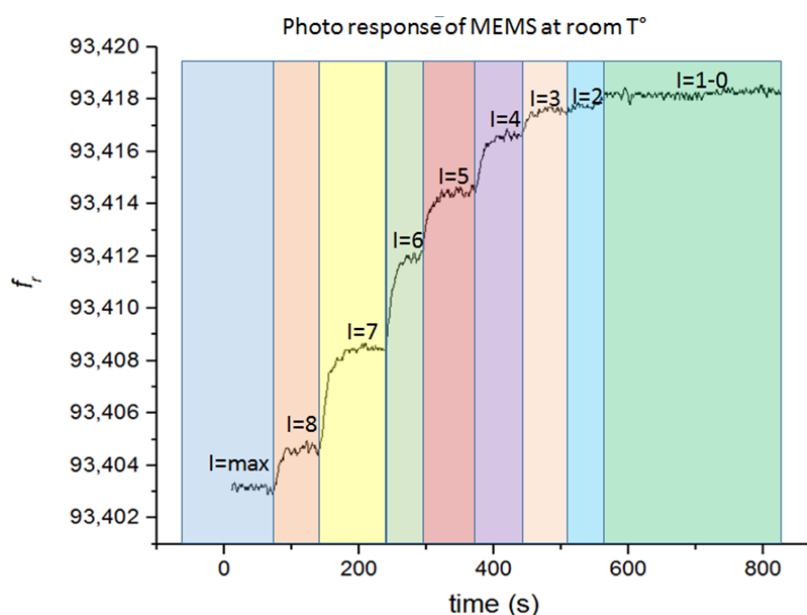 Photo response of MEMS at room T°
93,420
93,418
93,416
93,414
93,412
93,410
93,408
93,406
93,404
93,402
fr
I=max
I=8
I=7
I=6
I=5
I=4
I=3
I=2
I=1-0
0
200
400
600
800
time (s)